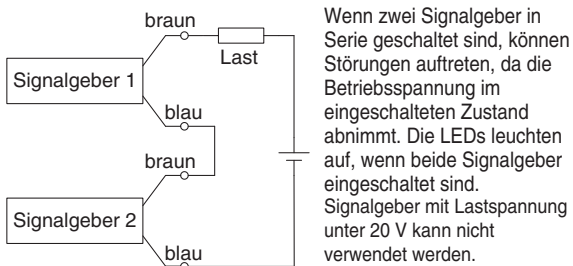 braun
Last
Signalgeber 1
blau
braun
Signalgeber 2
blau
Wenn zwei Signalgeber in
Serie geschaltet sind, können
Störungen auftreten, da die
Betriebsspannung im
eingeschalteten Zustand
abnimmt. Die LEDs leuchten
auf, wenn beide Signalgeber
eingeschaltet sind.
Signalgeber mit Lastspannung
unter 20 V kann nicht
verwendet werden.